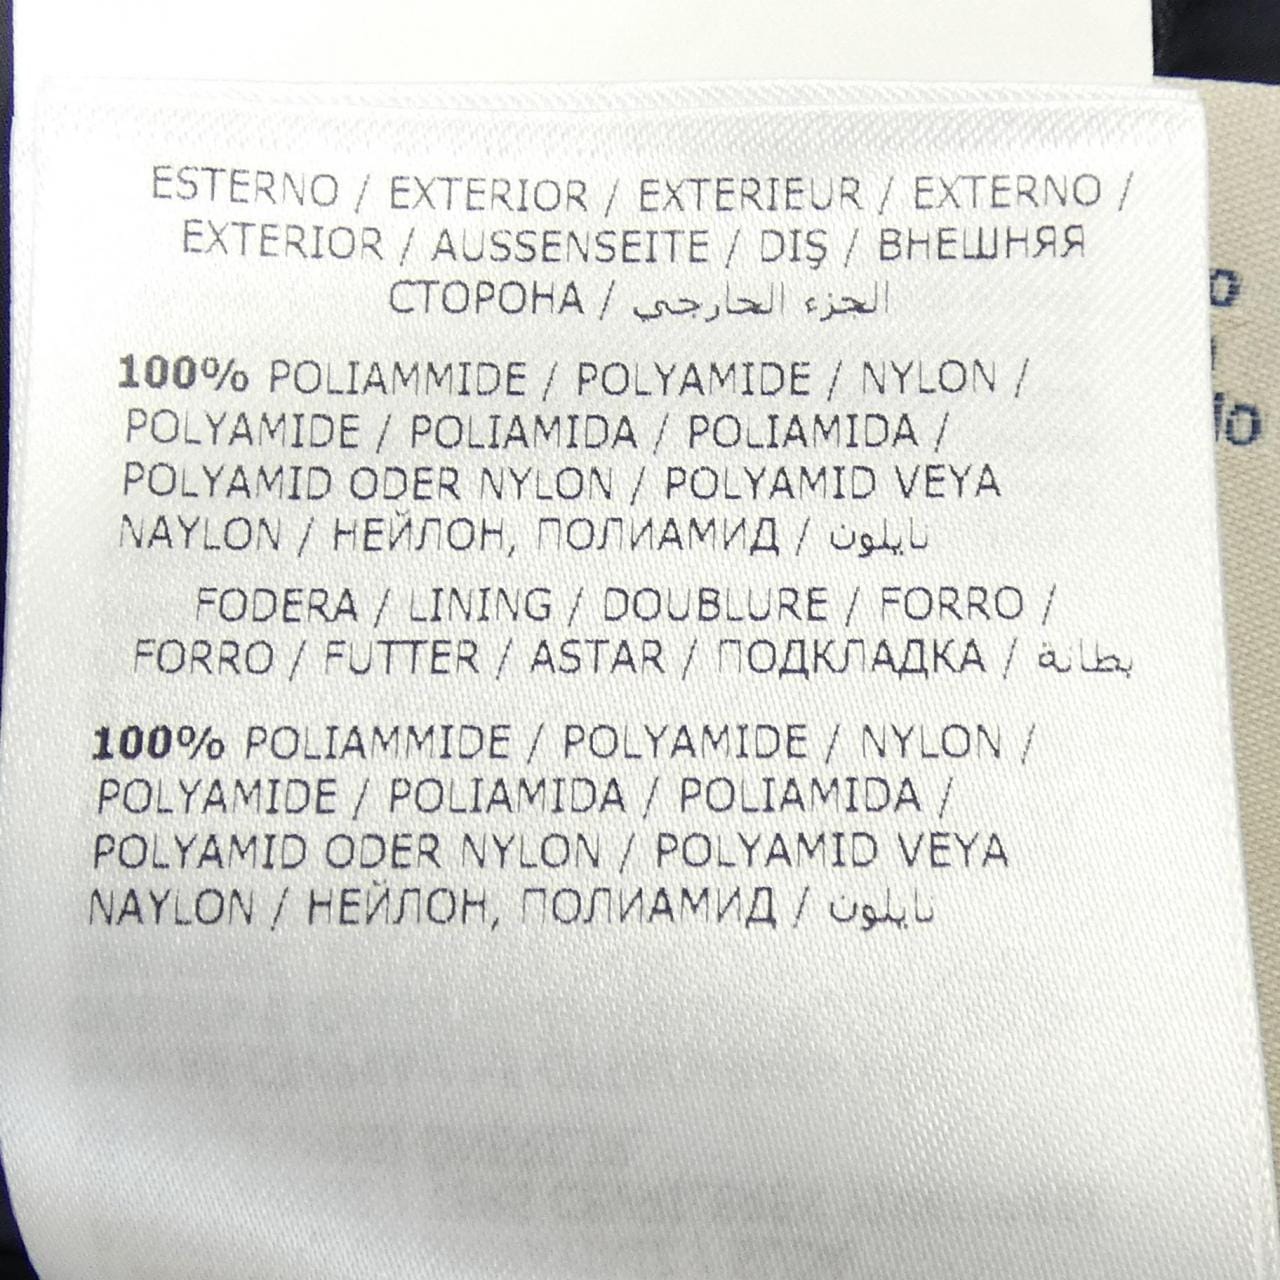 ESTERNO / EXTERIOR / EXTERIEUR / EXTERNO /
EXTERIOR / AUSSENSEITE / DIŞ / ВНЕШНЯЯ
СТОРОНА / الجزء الخارجي
100% POLIAMMIDE / POLYAMIDE / NYLON /
POLYAMIDE / POLIAMIDA / POLIAMIDA /
POLYAMID ODER NYLON / POLYAMID VEYA
NAYLON / НЕЙЛОН, ПОЛИАМИД / نايلون
FODERA / LINING / DOUBLURE / FORRO /
FORRO / FUTTER / ASTAR / ПОДКЛАДКА / بطانة
100% POLIAMMIDE / POLYAMIDE / NYLON /
POLYAMIDE / POLIAMIDA / POLIAMIDA /
POLYAMID ODER NYLON / POLYAMID VEYA
NAYLON / НЕЙЛОН, ПОЛИАМИД / نايلون